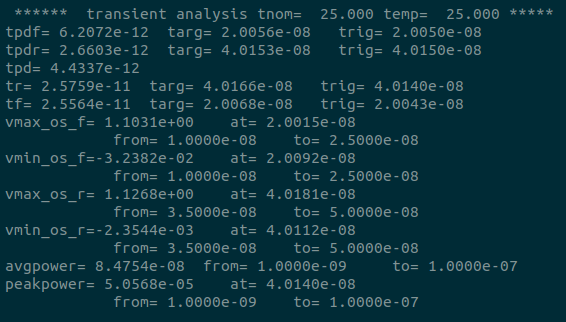 ****** transient analysis tnom= 25.000 temp= 25.000 *****
tpdf= 6.2072e-12 targ= 2.0056e-08 trig= 2.0050e-08
tpdr= 2.6603e-12 targ= 4.0153e-08 trig= 4.0150e-08
tpd= 4.4337e-12
tr= 2.5759e-11 targ= 4.0166e-08 trig= 4.0140e-08
tf= 2.5564e-11 targ= 2.0068e-08 trig= 2.0043e-08
vmax_os_f= 1.1031e+00 at= 2.0015e-08
from= 1.0000e-08 to= 2.5000e-08
vmin_os_f=-3.2382e-02 at= 2.0092e-08
from= 1.0000e-08 to= 2.5000e-08
vmax_os_r= 1.1268e+00 at= 4.0181e-08
from= 3.5000e-08 to= 5.0000e-08
vmin_os_r=-2.3544e-03 at= 4.0112e-08
from= 3.5000e-08 to= 5.0000e-08
avgpower= 8.4754e-08 from= 1.0000e-09 to= 1.0000e-07
peakpower= 5.0568e-05 at= 4.0140e-08
from= 1.0000e-09 to= 1.0000e-07